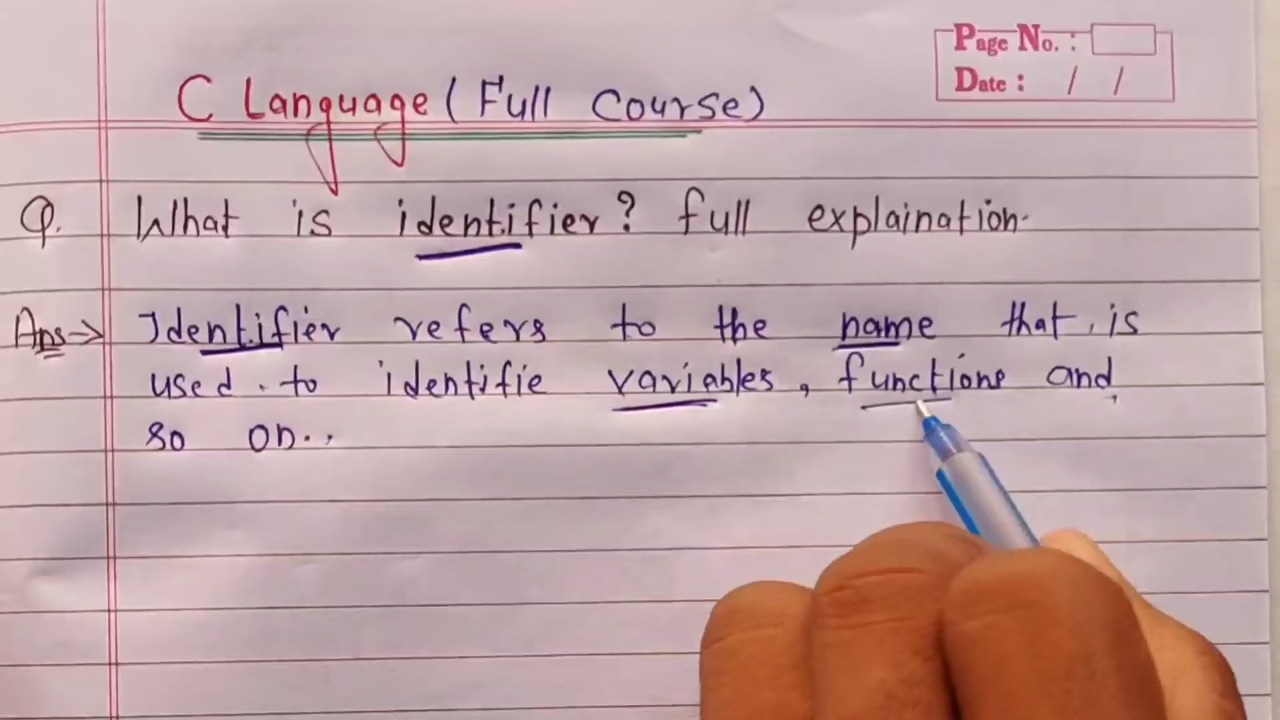 Page No. :
Date : / /
C Language (Full Course)
Q. What is identifier? full explaination.
Ans→ Identifier refers to the name that is
used to identifie variables, functions and
so on..